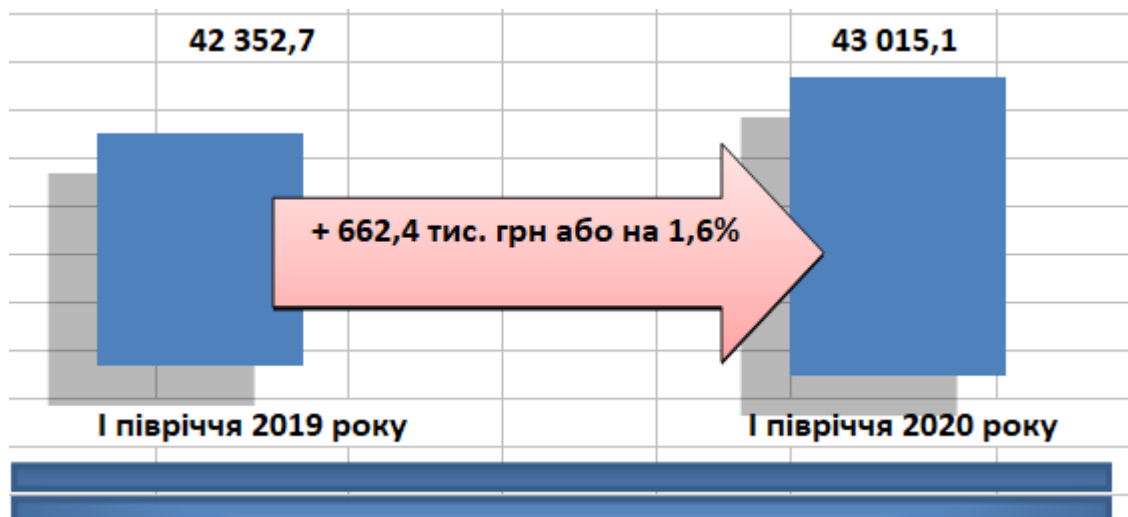 42 352,7
43 015,1
+ 662,4 тис. грн або на 1,6%
І півріччя 2019 року
І півріччя 2020 року